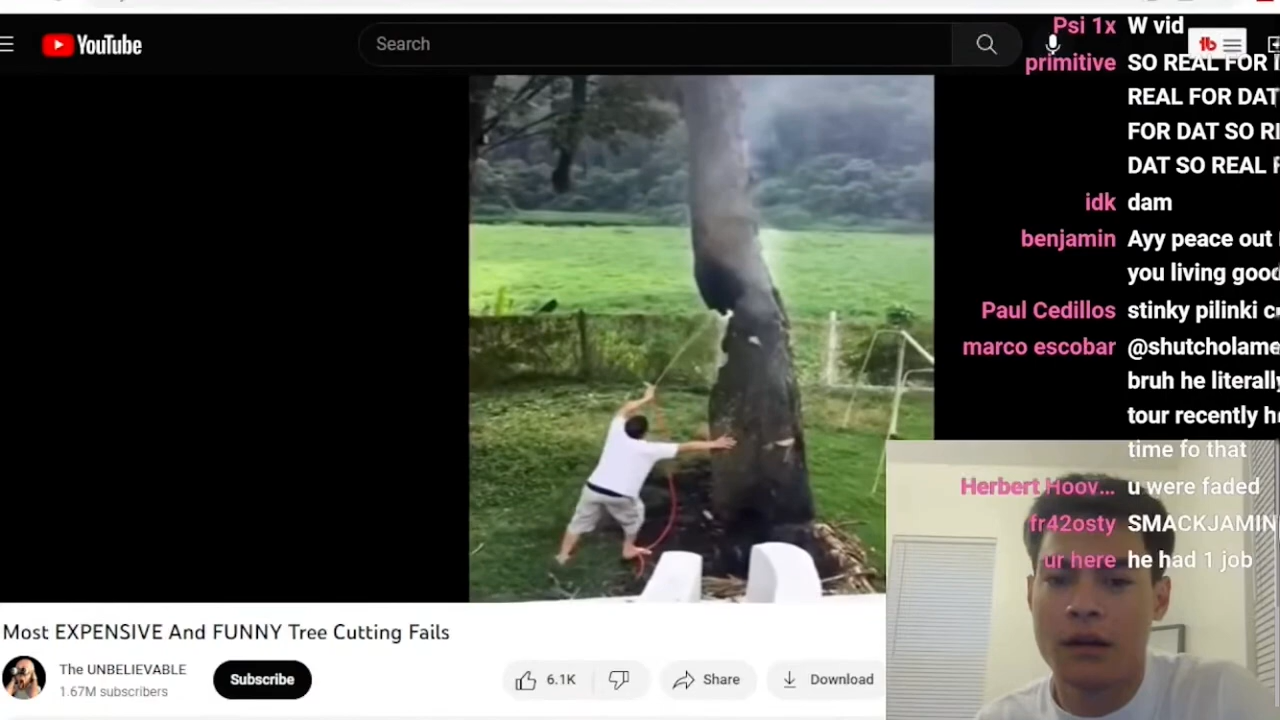 YouTube
Search
Psi 1x W vid
primitive SO REAL FOR
REAL FOR DAT
FOR DAT SO
DAT SO REAL
idk dam
benjamin Ayy peace out
you living good
Paul Cedillos stinky pilinki
marco escobar @shutcholame
bruh he literally
tour recently
time fo that
Herbert Hoov... u were faded
fr42osty SMACKJAMIN
ur here he had 1 job
Most EXPENSIVE And FUNNY Tree Cutting Fails
The UNBELIEVABLE
1.67M subscribers
Subscribe
6.1K
Share
Download